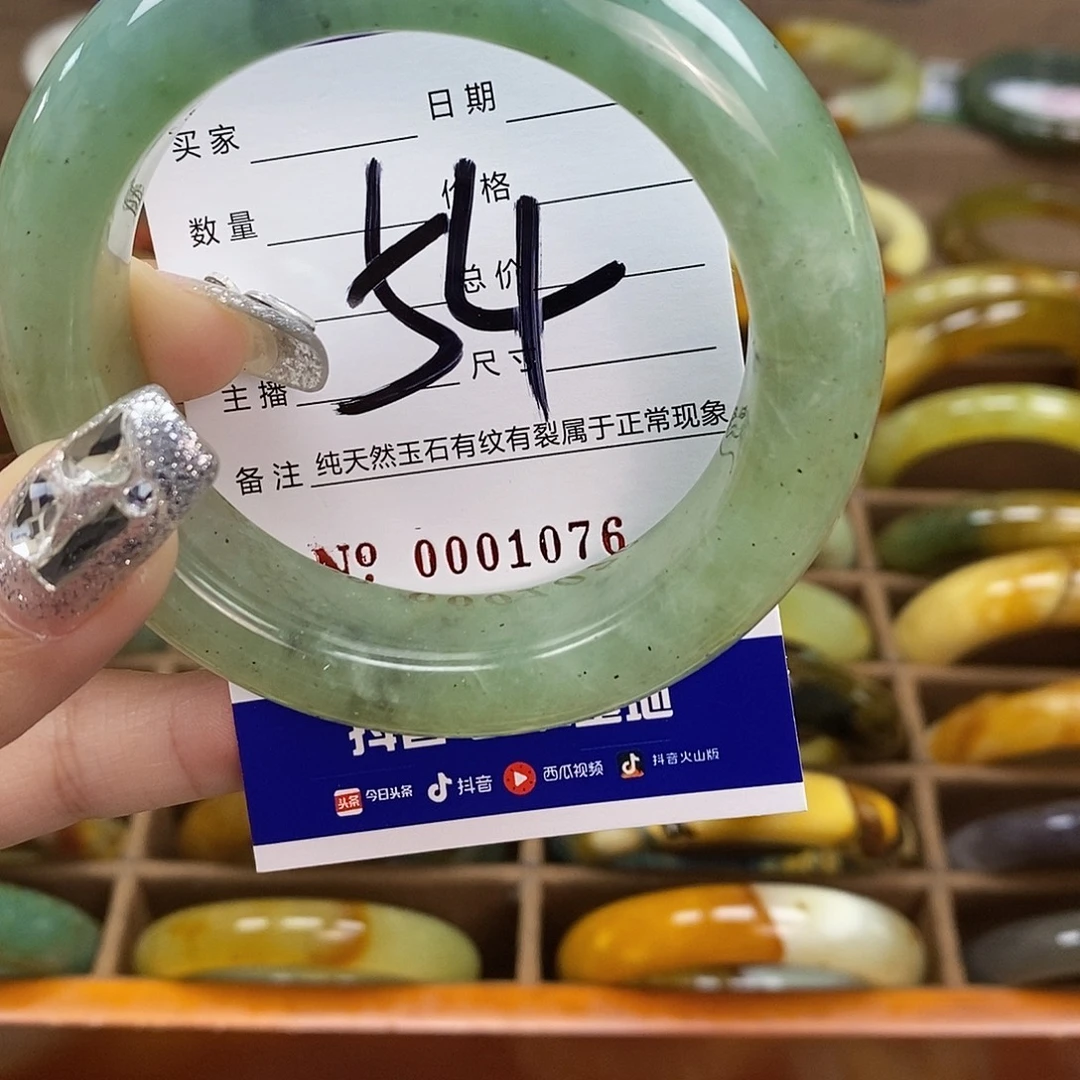 买家 日期
数量 价格
总价
54
主播 尺寸
备注 纯天然玉石有纹有裂属于正常现象
Nº 0001076
头条 今日头条 抖音 西瓜视频 抖音火山版